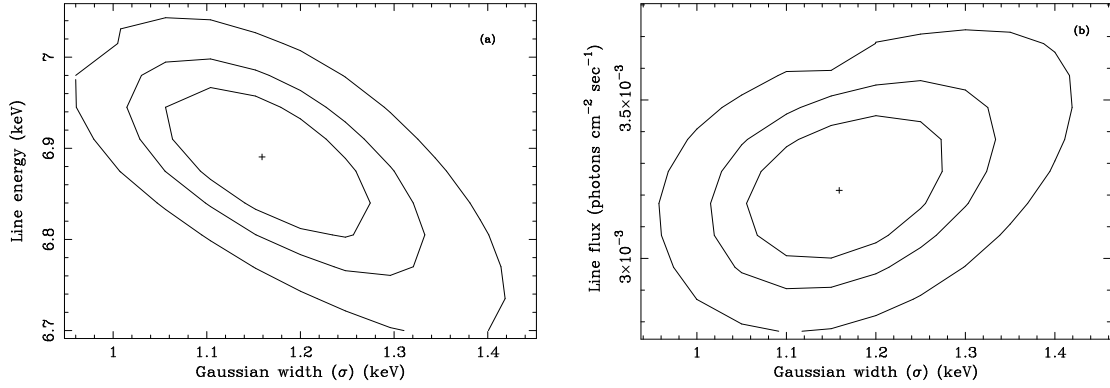 (a)
Line energy (keV)
7
6.9
6.8
6.7
1
1.1
1.2
1.3
1.4
Gaussian width (σ) (keV)
(b)
Line flux (photons cm⁻² sec⁻¹)
3.5×10⁻³
3×10⁻³
1
1.1
1.2
1.3
1.4
Gaussian width (σ) (keV)